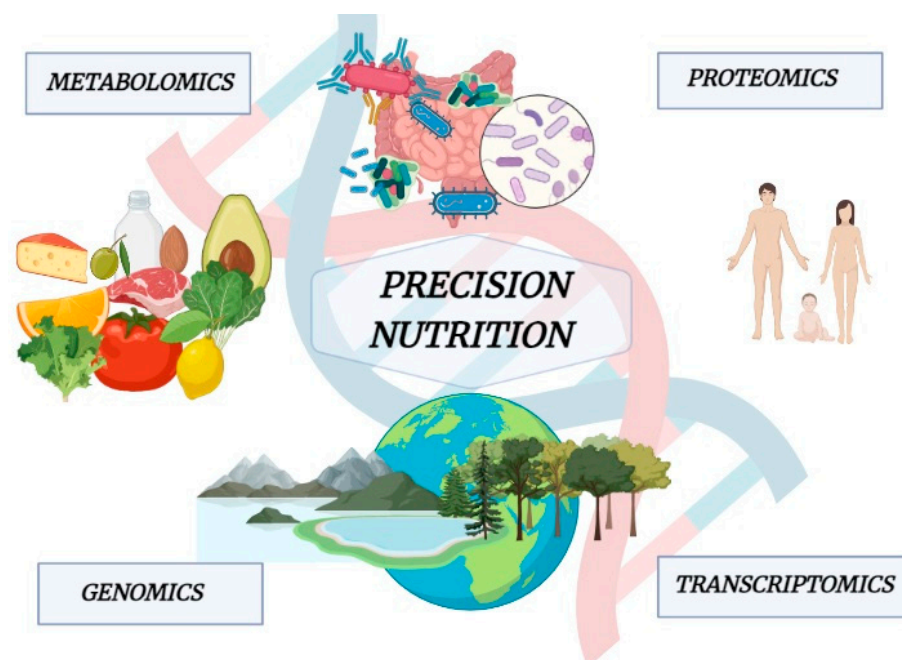 METABOLOMICS
PROTEOMICS
PRECISION
NUTRITION
GENOMICS
TRANSCRIPTOMICS